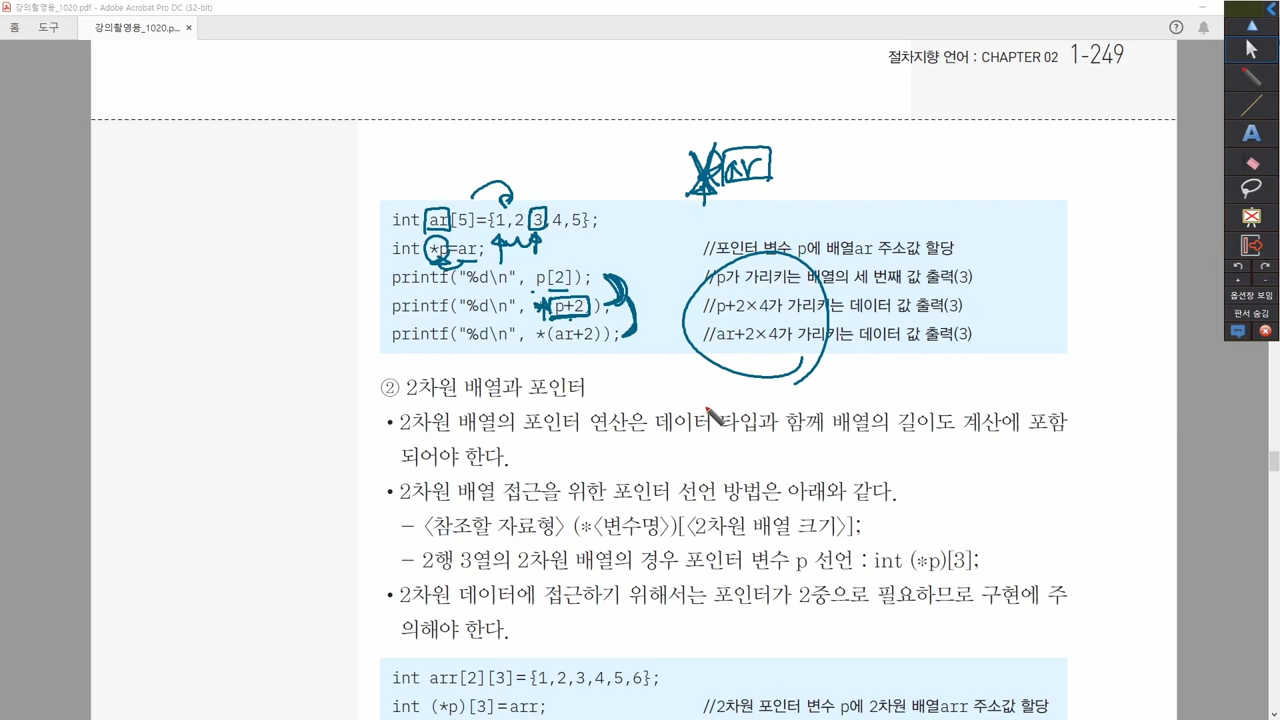 강의촬영용_1020.pdf - Adobe Acrobat Pro DC (32-bit)
홈 도구 강의촬영용_1020.p... ×
절차지향 언어 : CHAPTER 02 1-249
ar
int ar[5]={1,2 3,4,5};
int *p=ar; //포인터 변수 p에 배열ar 주소값 할당
printf("%d\n", p[2]); //p가 가리키는 배열의 세 번째 값 출력(3)
printf("%d\n", *(p+2)); //p+2×4가 가리키는 데이터 값 출력(3)
printf("%d\n", *(ar+2)); //ar+2×4가 가리키는 데이터 값 출력(3)
② 2차원 배열과 포인터
• 2차원 배열의 포인터 연산은 데이터 타입과 함께 배열의 길이도 계산에 포함
되어야 한다.
• 2차원 배열 접근을 위한 포인터 선언 방법은 아래와 같다.
– 〈참조할 자료형〉 (*〈변수명〉)[〈2차원 배열 크기〉];
– 2행 3열의 2차원 배열의 경우 포인터 변수 p 선언 : int (*p)[3];
• 2차원 데이터에 접근하기 위해서는 포인터가 2중으로 필요하므로 구현에 주
의해야 한다.
int arr[2][3]={1,2,3,4,5,6};
int (*p)[3]=arr; //2차원 포인터 변수 p에 2차원 배열arr 주소값 할당
A
옵션창 보임
판서 숨김